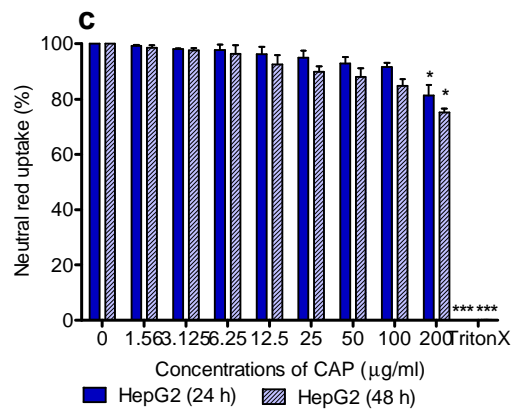 C
Neutral red uptake (%)
100
80
60
40
20
0
* *
*** ***
0 1.56 3.125 6.25 12.5 25 50 100 200 TritonX
Concentrations of CAP (μg/ml)
HepG2 (24 h) HepG2 (48 h)